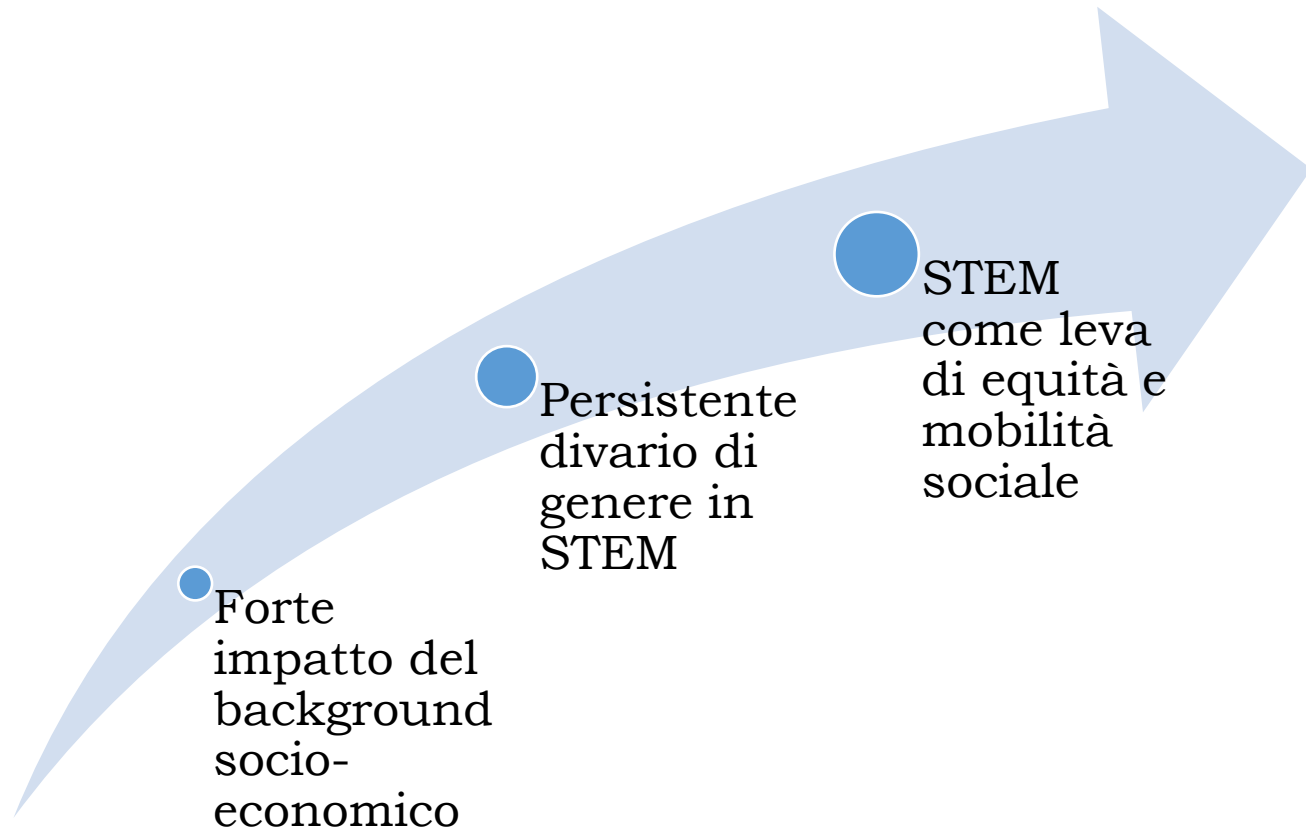 Forte
impatto del
background
socio-
economico
Persistente
divario di
genere in
STEM
STEM
come leva
di equità e
mobilità
sociale